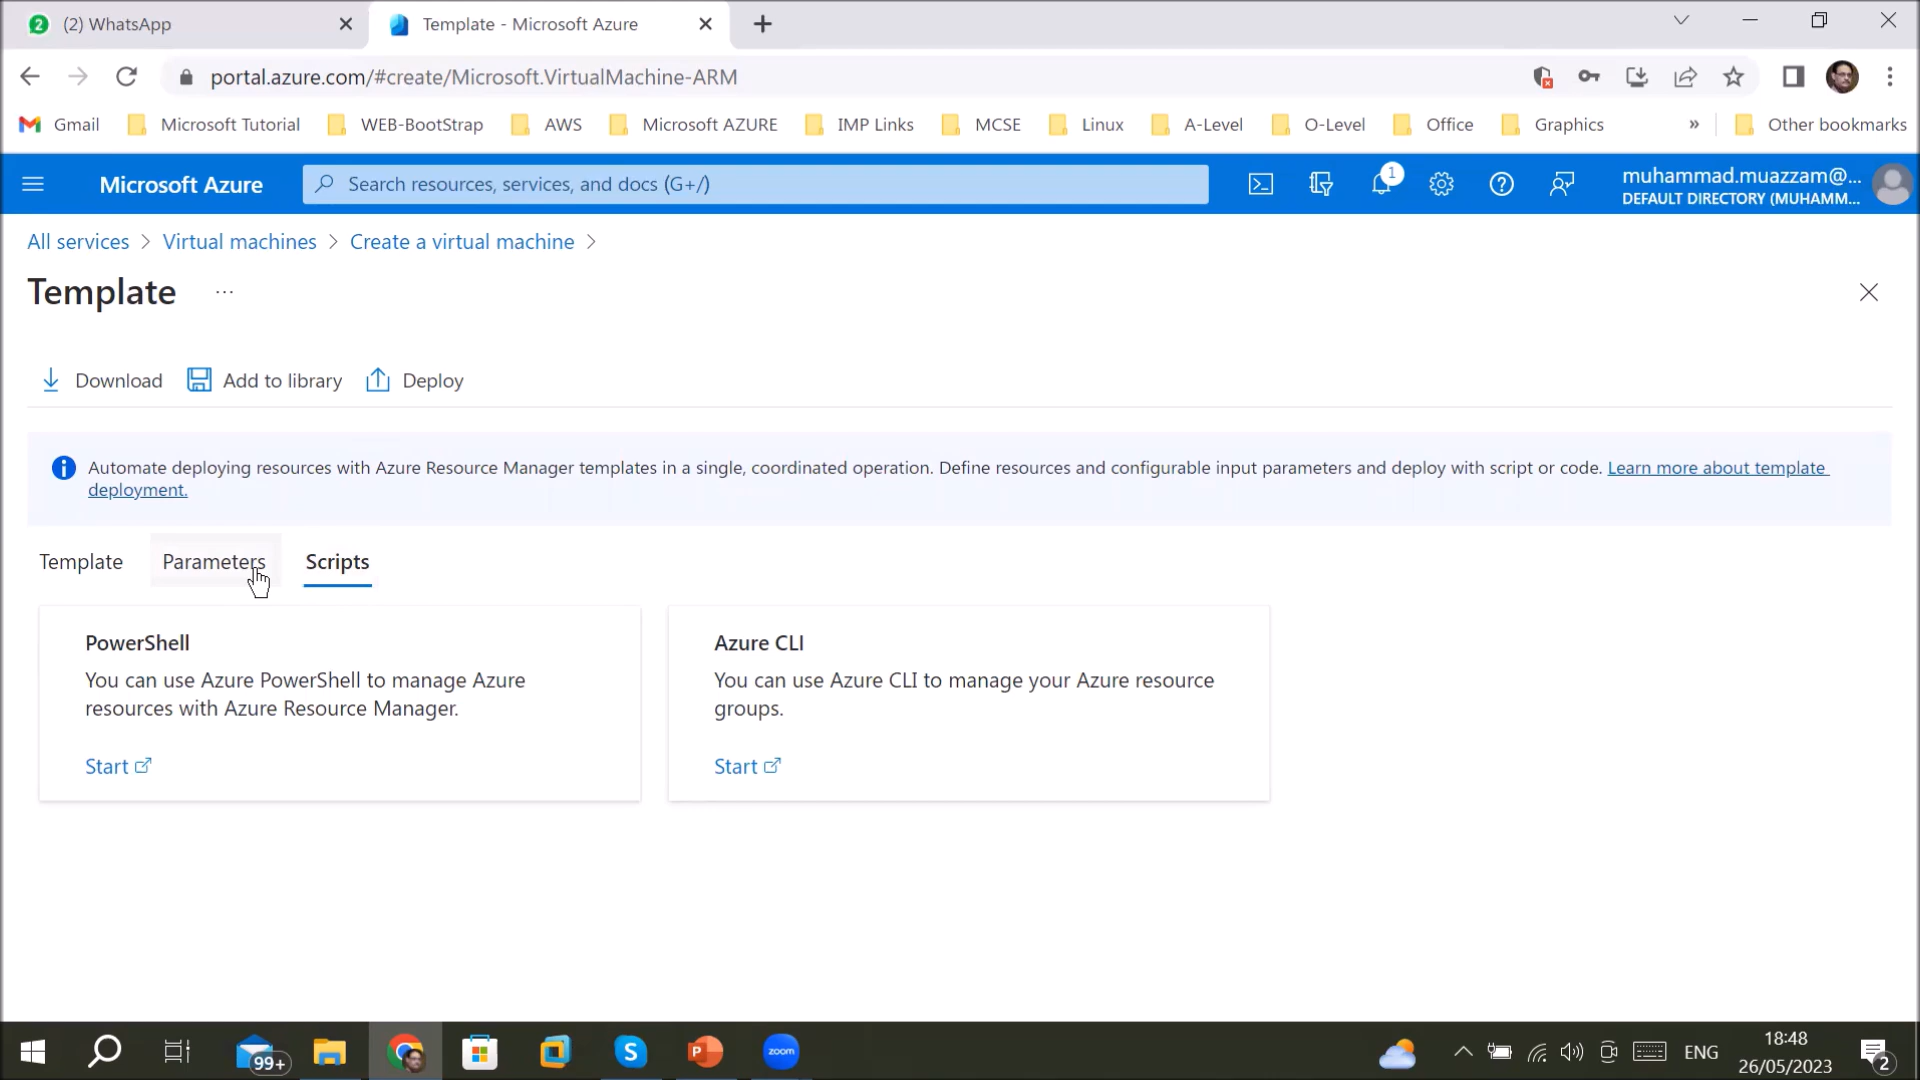 2
(2) WhatsApp
Template - Microsoft Azure
portal.azure.com/#create/Microsoft.VirtualMachine-ARM
Gmail
Microsoft Tutorial
WEB-BootStrap
AWS
Microsoft AZURE
IMP Links
MCSE
Linux
A-Level
O-Level
Office
Graphics
»
Other bookmarks
Microsoft Azure
Search resources, services, and docs (G+/)
1
muhammad.muazzam@...
DEFAULT DIRECTORY (MUHAMM...
All services > Virtual machines > Create a virtual machine >
Template ...
Download
Add to library
Deploy
Automate deploying resources with Azure Resource Manager templates in a single, coordinated operation. Define resources and configurable input parameters and deploy with script or code. Learn more about template
deployment.
Template
Parameters
Scripts
PowerShell
You can use Azure PowerShell to manage Azure
resources with Azure Resource Manager.
Start
Azure CLI
You can use Azure CLI to manage your Azure resource
groups.
Start
99+
S
P
zoom
ENG
18:48
26/05/2023
2